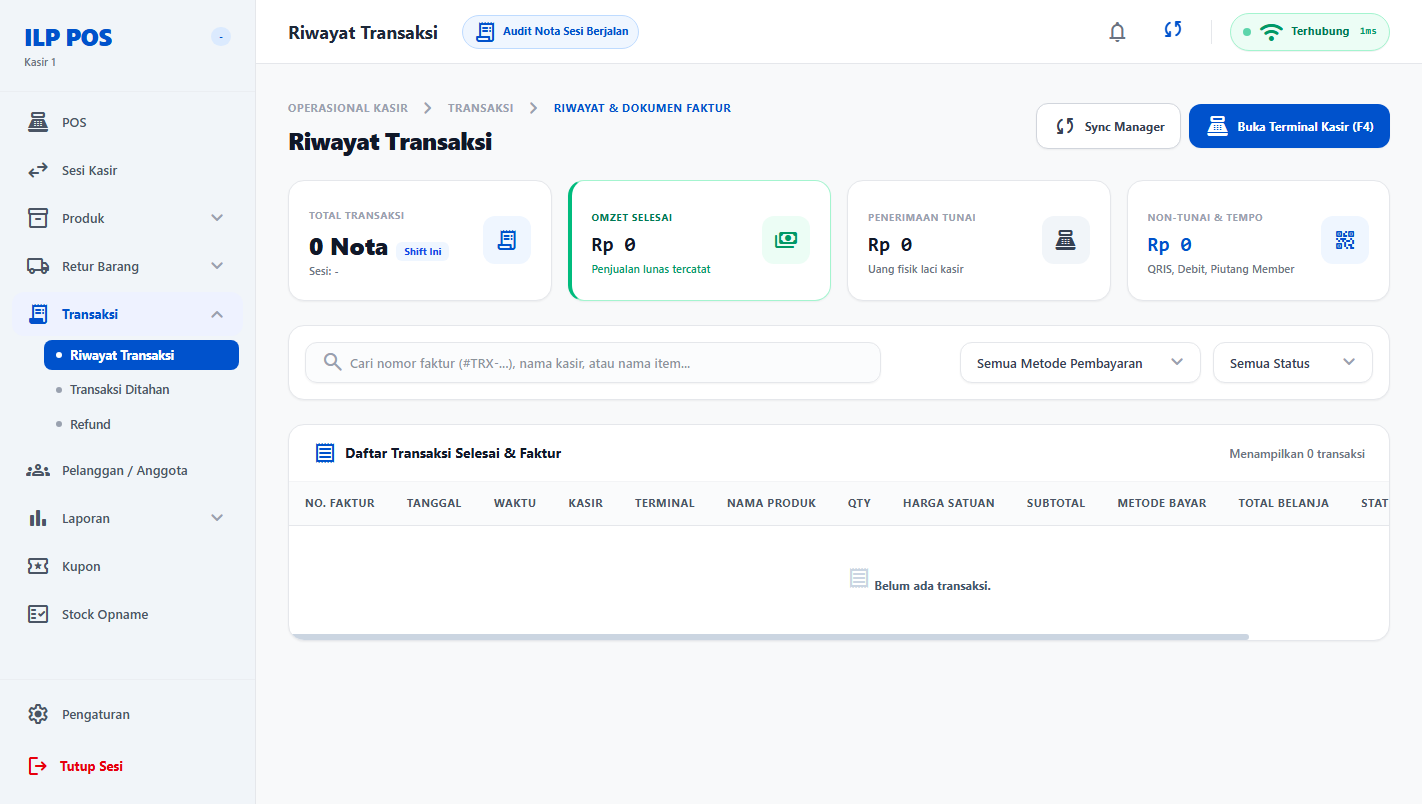 ILP POS
-
Kasir 1
POS
Sesi Kasir
Produk
Retur Barang
Transaksi
Riwayat Transaksi
Transaksi Ditahan
Refund
Pelanggan / Anggota
Laporan
Kupon
Stock Opname
Pengaturan
Tutup Sesi
Riwayat Transaksi
Audit Nota Sesi Berjalan
Terhubung 1ms
OPERASIONAL KASIR
TRANSAKSI
RIWAYAT & DOKUMEN FAKTUR
Riwayat Transaksi
Sync Manager
Buka Terminal Kasir (F4)
TOTAL TRANSAKSI
0 Nota Shift Ini
Sesi: -
OMZET SELESAI
Rp 0
Penjualan lunas tercatat
PENERIMAAN TUNAI
Rp 0
Uang fisik laci kasir
NON-TUNAI & TEMPO
Rp 0
QRIS, Debit, Piutang Member
Cari nomor faktur (#TRX-...), nama kasir, atau nama item...
Semua Metode Pembayaran
Semua Status
Daftar Transaksi Selesai & Faktur
Menampilkan 0 transaksi
NO. FAKTUR TANGGAL WAKTU KASIR TERMINAL NAMA PRODUK QTY HARGA SATUAN SUBTOTAL METODE BAYAR TOTAL BELANJA STAT
Belum ada transaksi.